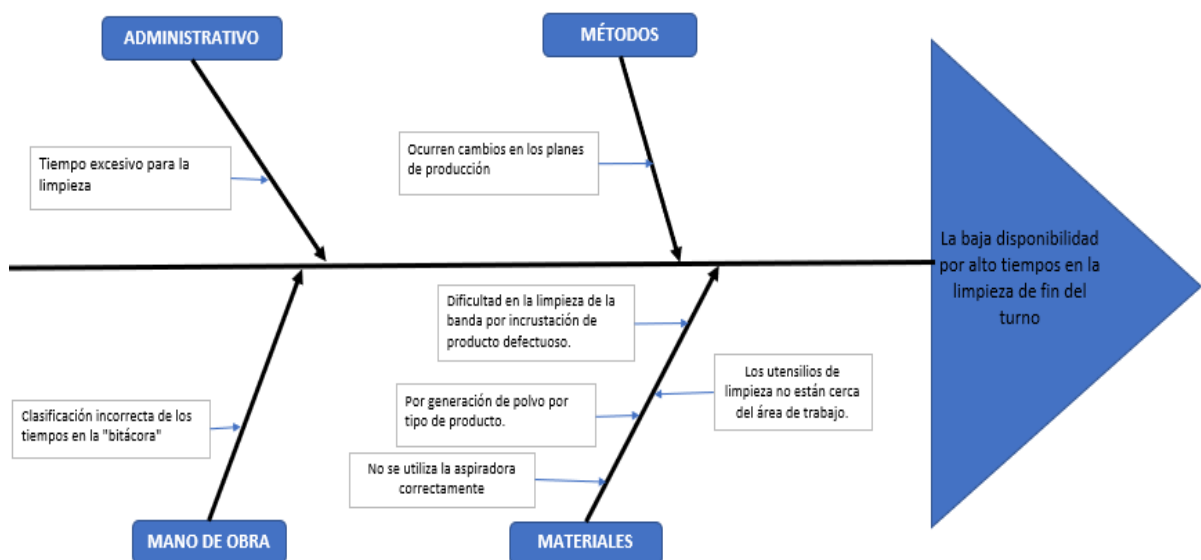 ADMINISTRATIVO
MÉTODOS
Tiempo excesivo para la
limpieza
Ocurren cambios en los planes
de producción
La baja disponibilidad
por alto tiempos en la
limpieza de fin del
turno
Dificultad en la limpieza de la
banda por incrustación de
producto defectuoso.
Los utensilios de
limpieza no están cerca
del área de trabajo.
Clasificación incorrecta de los
tiempos en la "bitácora"
Por generación de polvo por
tipo de producto.
No se utiliza la aspiradora
correctamente
MANO DE OBRA
MATERIALES